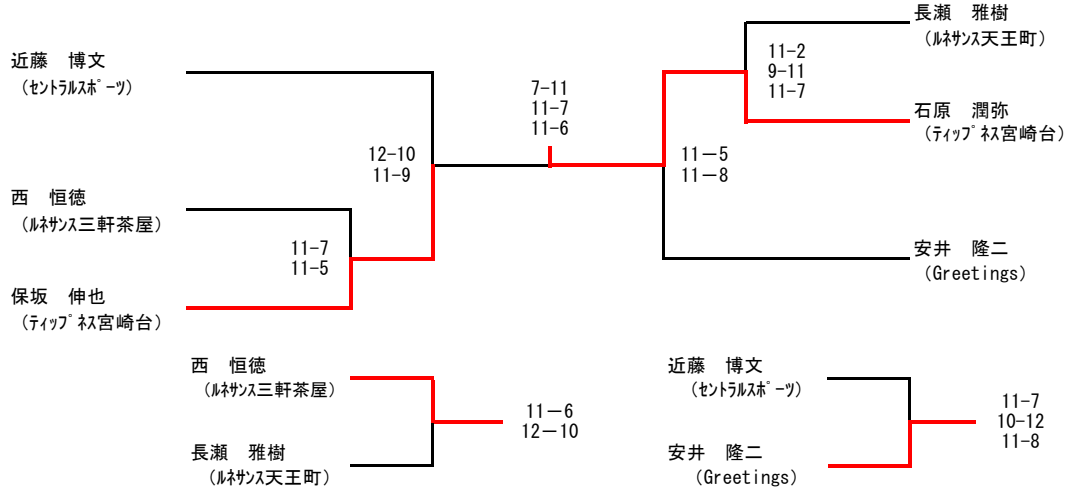 長瀬　雅樹
（ﾙﾈｻﾝｽ天王町）
近藤　博文
（ｾﾝﾄﾗﾙｽﾎﾟｰﾂ）
11-2
9-11
11-7
7-11
11-7
11-6
石原　潤弥
（ﾃｨｯﾌﾟﾈｽ宮崎台）
12-10
11-9
11－5
11－8
西　恒徳
（ﾙﾈｻﾝｽ三軒茶屋）
11-7
11-5
安井　隆二
（Greetings）
保坂　伸也
（ﾃｨｯﾌﾟﾈｽ宮崎台）
西　恒徳
（ﾙﾈｻﾝｽ三軒茶屋）
11－6
12－10
長瀬　雅樹
（ﾙﾈｻﾝｽ天王町）
近藤　博文
（ｾﾝﾄﾗﾙｽﾎﾟｰﾂ）
11-7
10-12
11-8
安井　隆二
（Greetings）